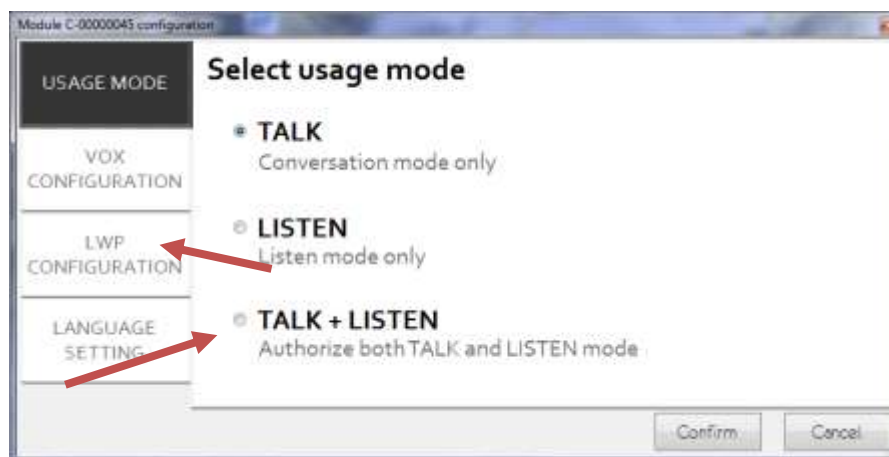 Module C-00000045 configuration
USAGE MODE
VOX
CONFIGURATION
LWP
CONFIGURATION
LANGUAGE
SETTING
Select usage mode
TALK
Conversation mode only
LISTEN
Listen mode only
TALK + LISTEN
Authorize both TALK and LISTEN mode
Confirm
Cancel